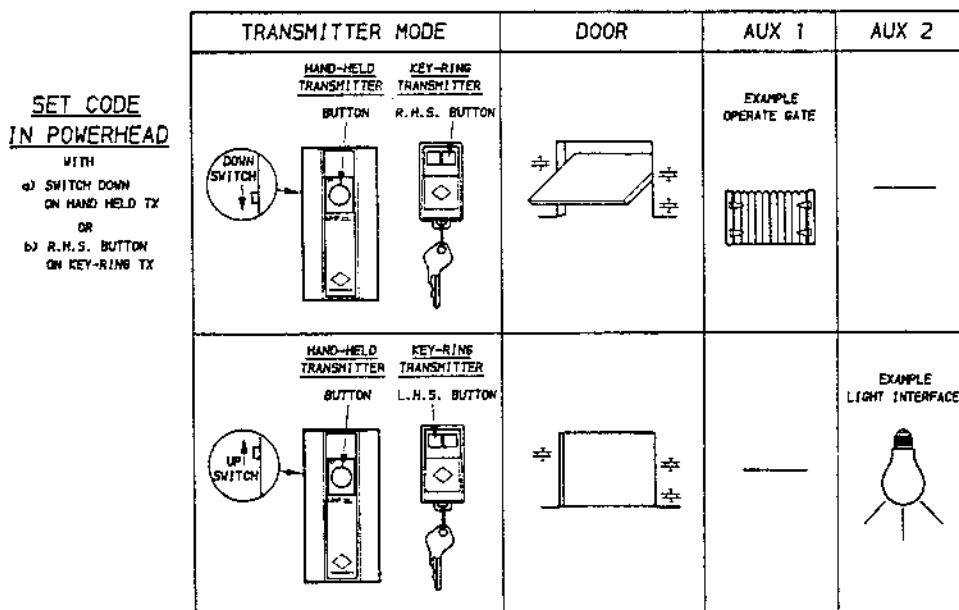 TRANSMITTER MODE
DOOR
AUX 1
AUX 2
SET CODE
IN POWERHEAD
WITH
a) SWITCH DOWN
ON HAND HELD TX
OR
b) R.H.S. BUTTON
ON KEY-RING TX
HAND-HELD
TRANSMITTER
BUTTON
KEY-RING
TRANSMITTER
R.H.S. BUTTON
DOWN
SWITCH
EXAMPLE
OPERATE GATE
HAND-HELD
TRANSMITTER
BUTTON
KEY-RING
TRANSMITTER
L.H.S. BUTTON
UP
SWITCH
EXAMPLE
LIGHT INTERFACE